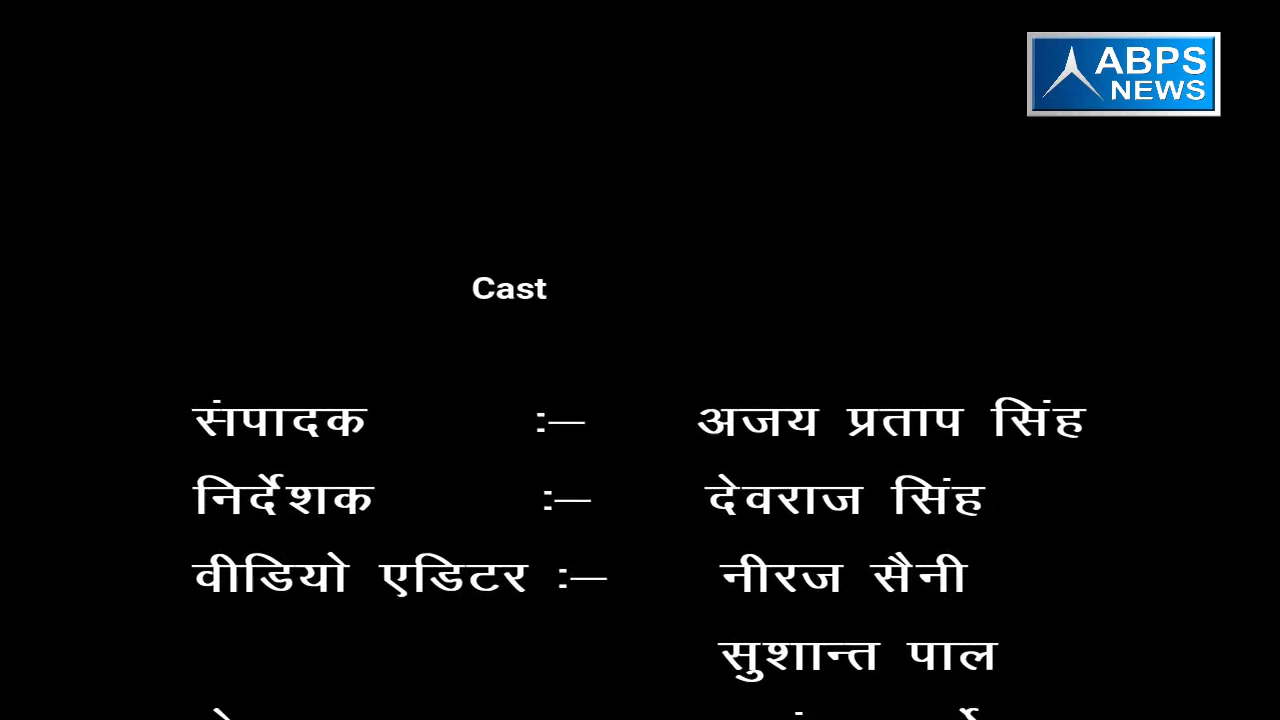 ABPS
NEWS
Cast
संपादक :— अजय प्रताप सिंह
निर्देशक :— देवराज सिंह
वीडियो एडिटर :— नीरज सैनी
सुशान्त पाल